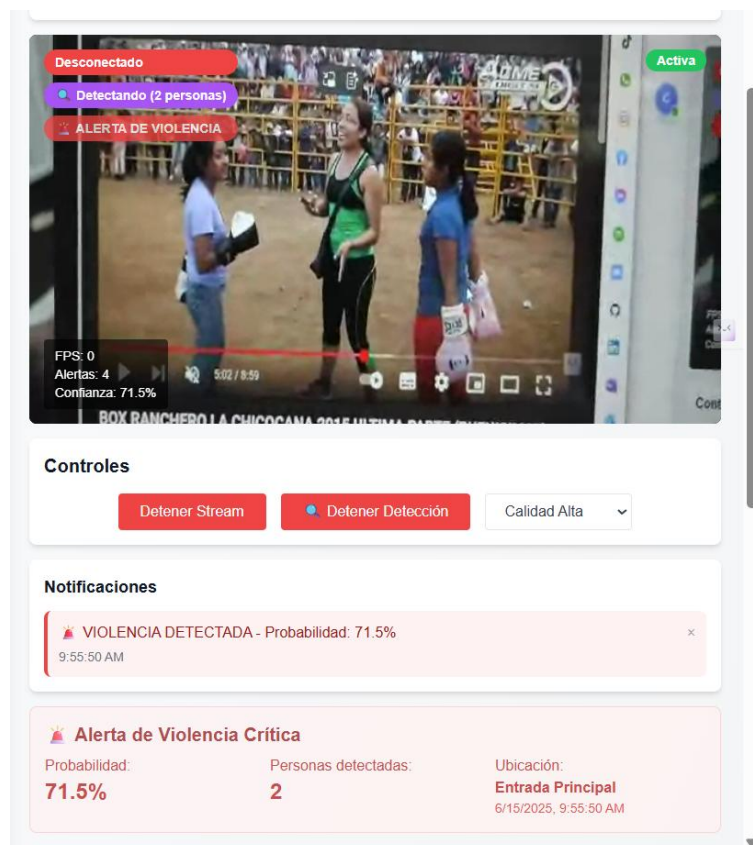 Desconectado
Activa
Detectando (2 personas)
ALERTA DE VIOLENCIA
ACME
FPS: 0
Alertas: 4
Confianza: 71.5%
5:02 / 8:59
BOX RANCHERO LA CHICOCANA 2015 ULTIMA PARTE
Controles
Detener Stream
Detener Detección
Calidad Alta
Notificaciones
VIOLENCIA DETECTADA - Probabilidad: 71.5%
×
9:55:50 AM
Alerta de Violencia Crítica
Probabilidad:
71.5%
Personas detectadas:
2
Ubicación:
Entrada Principal
6/15/2025, 9:55:50 AM